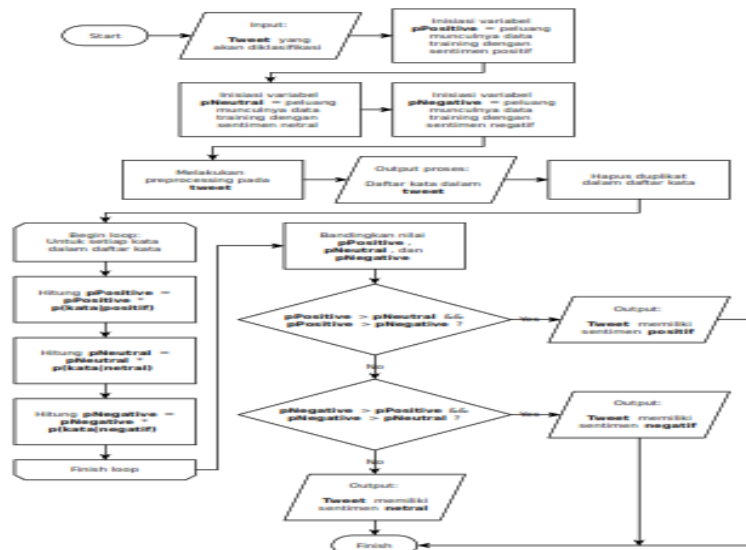 Start
Input:
Tweet yang
akan diklasifikasi
Inisiasi variabel
pPositive = peluang
munculnya data
training dengan
sentimen positif
Inisiasi variabel
pNeutral = peluang
munculnya data
training dengan
sentimen netral
Inisiasi variabel
pNegative = peluang
munculnya data
training dengan
sentimen negatif
Melakukan
preprocessing pada
tweet
Output proses:
Daftar kata dalam
tweet
Hapus duplikat
dalam daftar kata
Begin loop:
Untuk setiap kata
dalam daftar kata
Hitung pPositive =
pPositive *
p(kata|positif)
Hitung pNeutral =
pNeutral *
p(kata|netral)
Hitung pNegative =
pNegative *
p(kata|negatif)
Finish loop
Bandingkan nilai
pPositive ,
pNeutral , dan
pNegative
pPositive > pNeutral &&
pPositive > pNegative ?
Yes
Output:
Tweet memiliki
sentimen positif
No
pNegative > pPositive &&
pNegative > pNeutral ?
Yes
Output:
Tweet memiliki
sentimen negatif
No
Output:
Tweet memiliki
sentimen netral
Finish